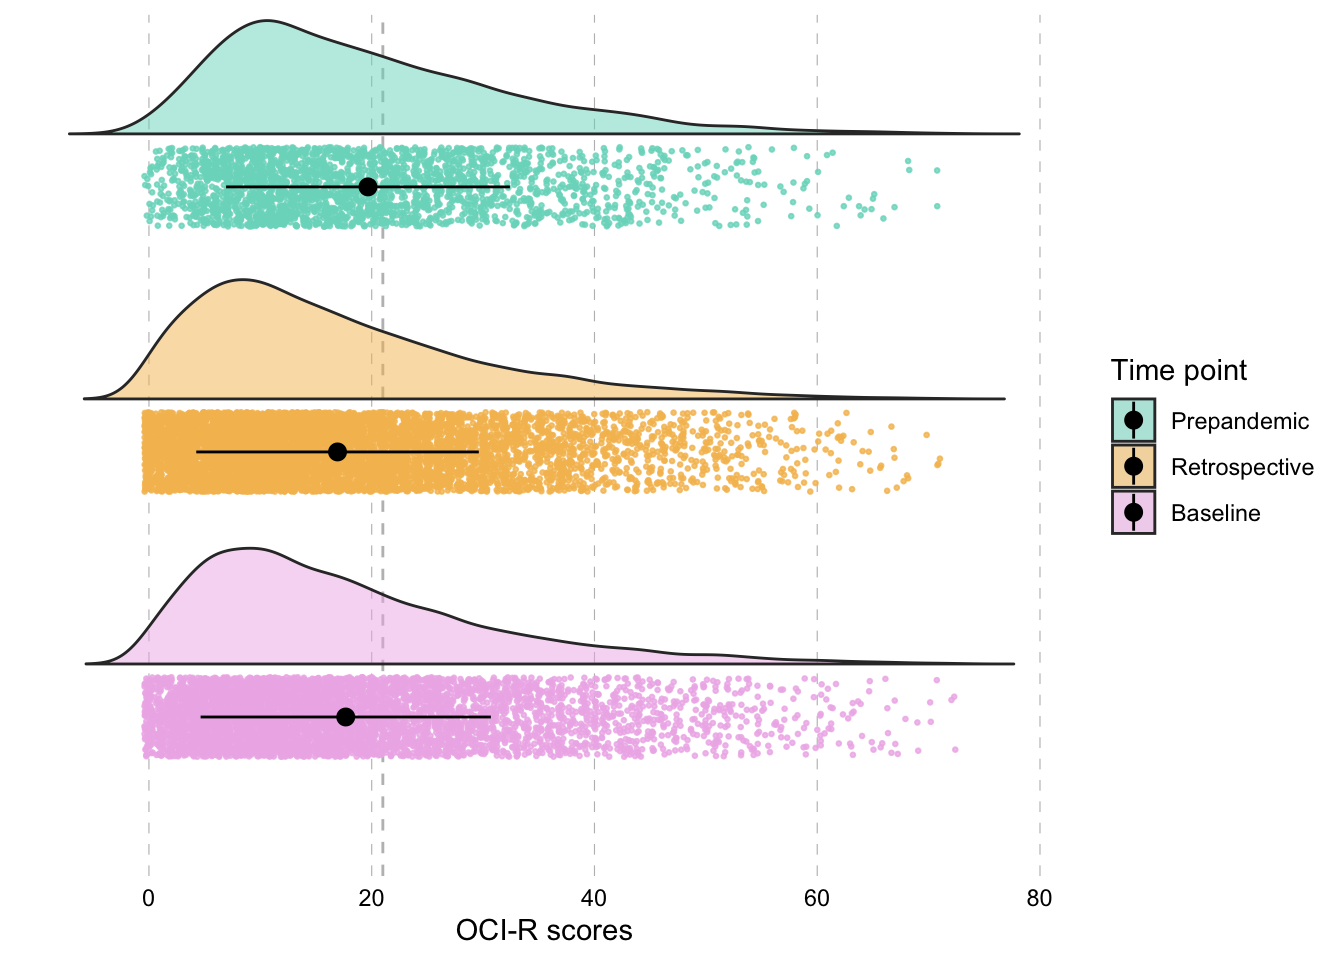 Time point
Prepandemic
Retrospective
Baseline
0 20 40 60 80
OCI-R scores